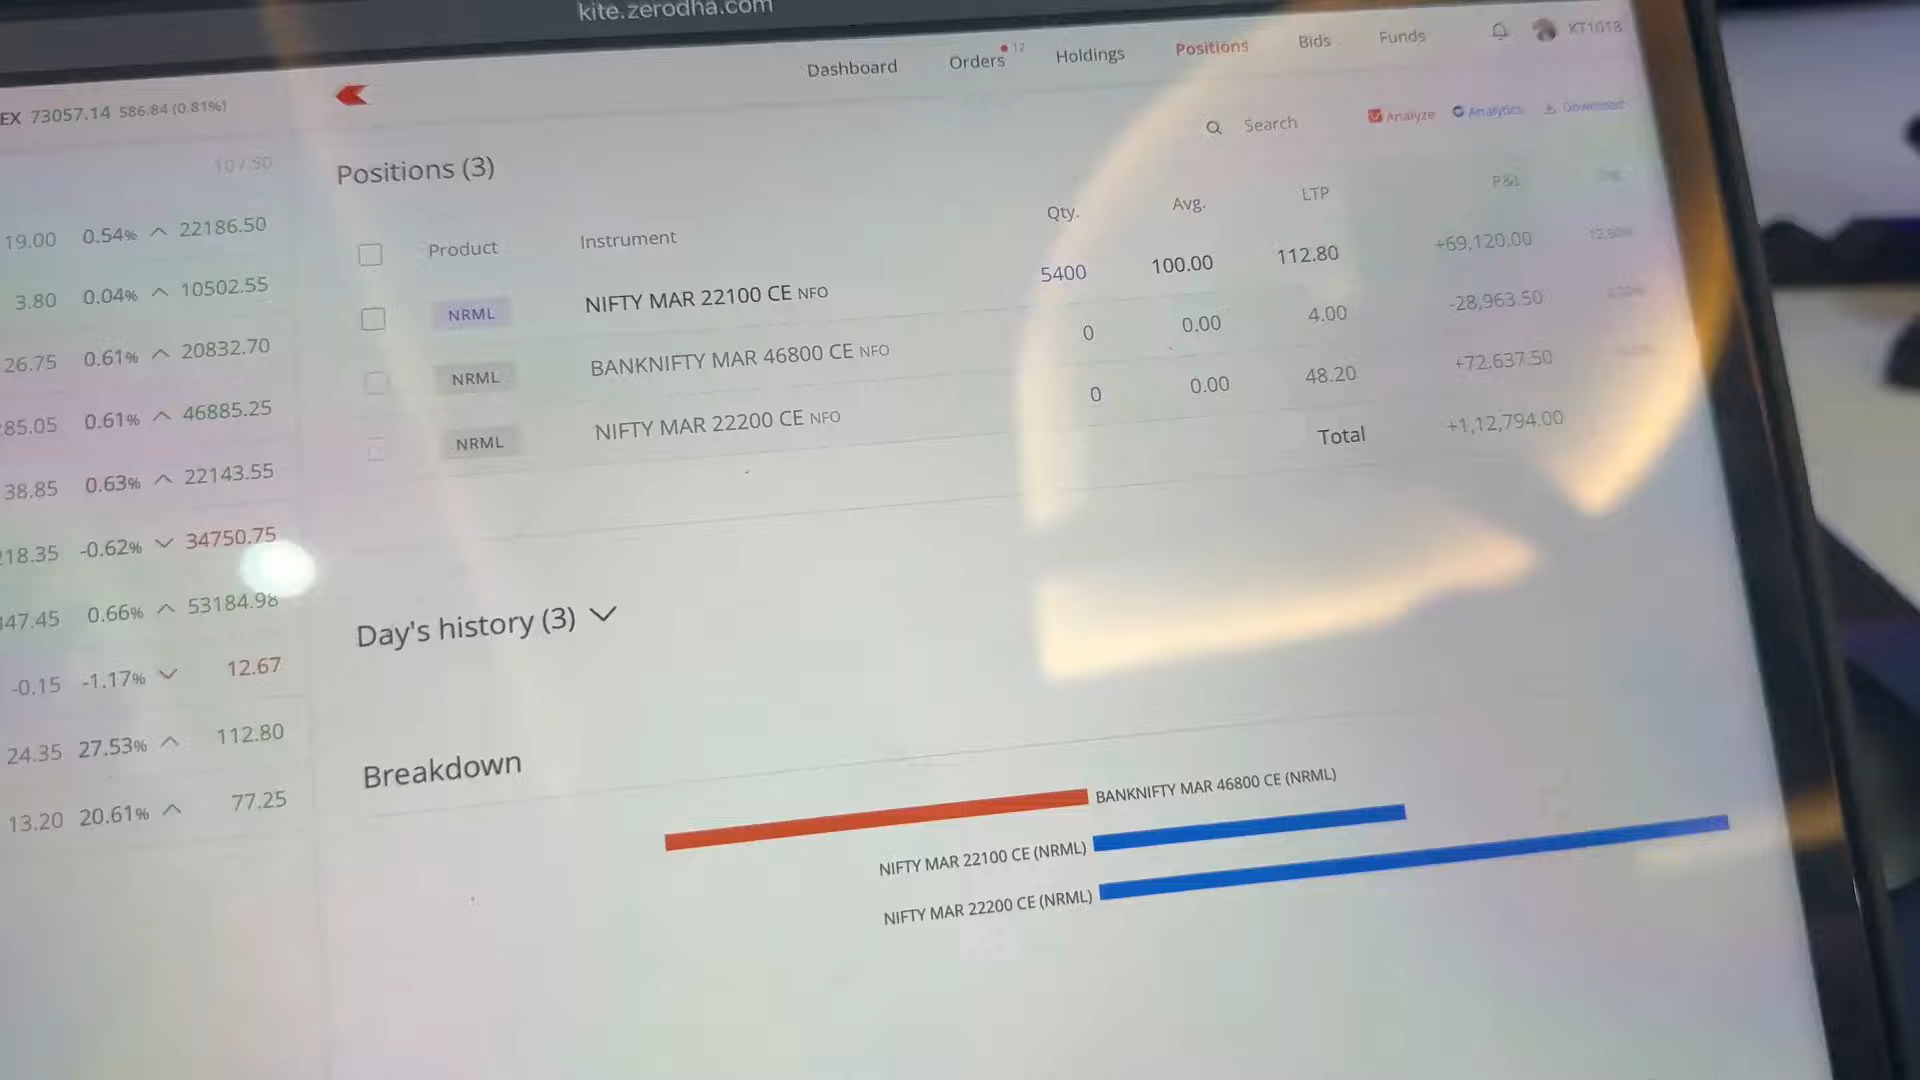 kite.zerodha.com
EX 73057.14 586.84 (0.81%)
Dashboard Orders 12 Holdings Positions Bids Funds KT1018
10 / 50
Search Analyze Analytics Download
Positions (3)
Product Instrument Qty. Avg. LTP P&L
NRML NIFTY MAR 22100 CE NFO 5400 100.00 112.80 +69,120.00
NRML BANKNIFTY MAR 46800 CE NFO 0 0.00 4.00 -28,963.50
NRML NIFTY MAR 22200 CE NFO 0 0.00 48.20 +72,637.50
Total +1,12,794.00
19.00 0.54% 22186.50
3.80 0.04% 10502.55
26.75 0.61% 20832.70
85.05 0.61% 46885.25
38.85 0.63% 22143.55
18.35 -0.62% 34750.75
47.45 0.66% 53184.98
-0.15 -1.17% 12.67
24.35 27.53% 112.80
13.20 20.61% 77.25
Day's history (3)
Breakdown
BANKNIFTY MAR 46800 CE (NRML)
NIFTY MAR 22100 CE (NRML)
NIFTY MAR 22200 CE (NRML)